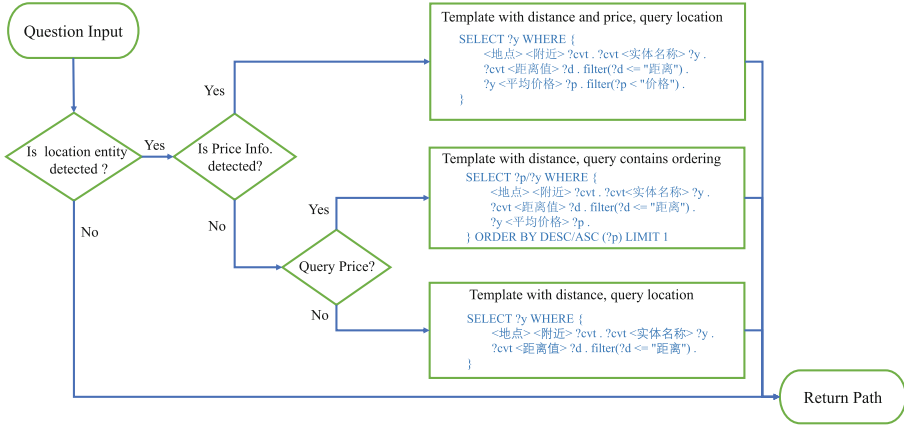 Question Input
Is location entity
detected ?
Yes
No
Is Price Info.
detected?
Yes
No
Query Price?
Yes
No
Template with distance and price, query location
SELECT ?y WHERE {
<地点> <附近> ?cvt . ?cvt <实体名称> ?y .
?cvt <距离值> ?d . filter(?d <= "距离") .
?y <平均价格> ?p . filter(?p < "价格") .
}
Template with distance, query contains ordering
SELECT ?p/?y WHERE {
<地点> <附近> ?cvt . ?cvt<实体名称> ?y .
?cvt <距离值> ?d . filter(?d <= "距离") .
?y <平均价格> ?p .
} ORDER BY DESC/ASC (?p) LIMIT 1
Template with distance, query location
SELECT ?y WHERE {
<地点> <附近> ?cvt . ?cvt <实体名称> ?y .
?cvt <距离值> ?d . filter(?d <= "距离") .
}
Return Path